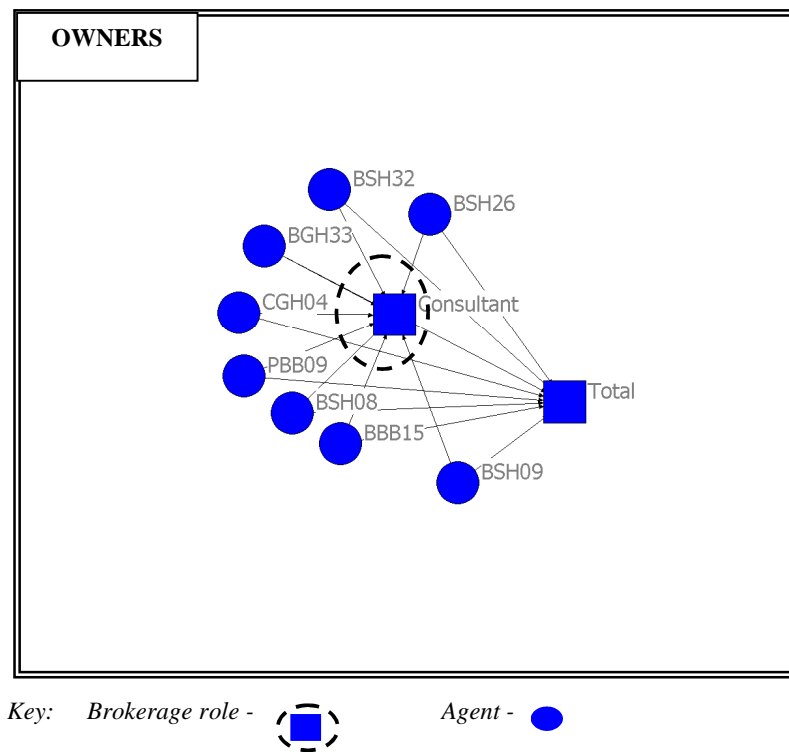 OWNERS
BSH32
BSH26
BGH33
CGH04
Consultant
PBB09
Total
BSH08
BBB15
BSH09
Key: Brokerage role - Agent -